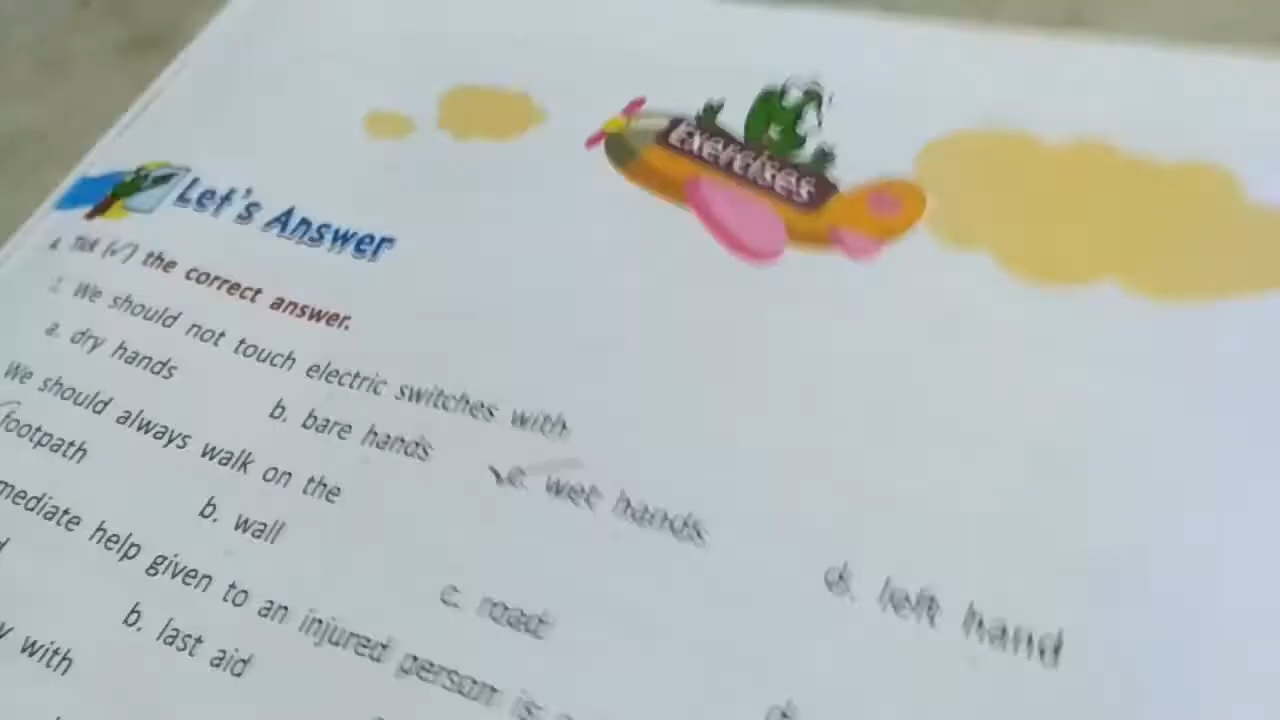 Exercises
Let's Answer
Tick (✓) the correct answer.
We should not touch electric switches with
a. dry hands b. bare hands c. wet hands d. left hand
We should always walk on the
footpath b. wall c. road d.
mediate help given to an injured person is
b. last aid
with